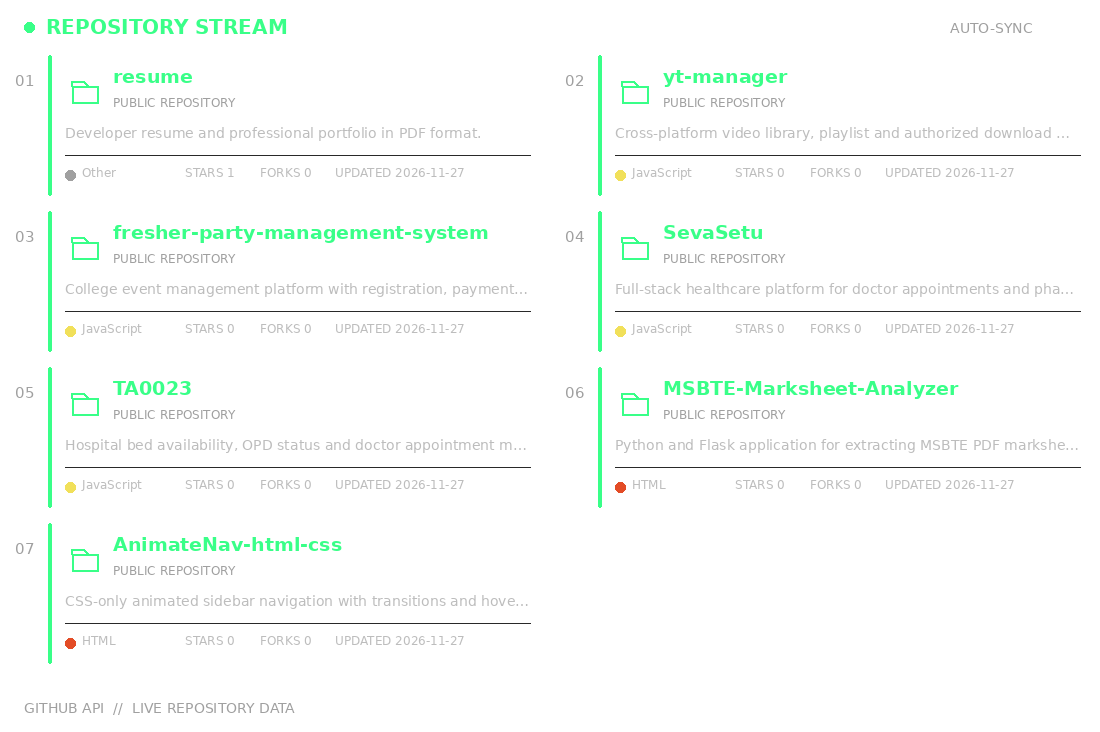 REPOSITORY STREAM
AUTO-SYNC
01
resume
PUBLIC REPOSITORY
Developer resume and professional portfolio in PDF format.
Other STARS 1 FORKS 0 UPDATED 2026-11-27
02
yt-manager
PUBLIC REPOSITORY
Cross-platform video library, playlist and authorized download ...
JavaScript STARS 0 FORKS 0 UPDATED 2026-11-27
03
fresher-party-management-system
PUBLIC REPOSITORY
College event management platform with registration, payment...
JavaScript STARS 0 FORKS 0 UPDATED 2026-11-27
04
SevaSetu
PUBLIC REPOSITORY
Full-stack healthcare platform for doctor appointments and pha...
JavaScript STARS 0 FORKS 0 UPDATED 2026-11-27
05
TA0023
PUBLIC REPOSITORY
Hospital bed availability, OPD status and doctor appointment m...
JavaScript STARS 0 FORKS 0 UPDATED 2026-11-27
06
MSBTE-Marksheet-Analyzer
PUBLIC REPOSITORY
Python and Flask application for extracting MSBTE PDF markshe...
HTML STARS 0 FORKS 0 UPDATED 2026-11-27
07
AnimateNav-html-css
PUBLIC REPOSITORY
CSS-only animated sidebar navigation with transitions and hove...
HTML STARS 0 FORKS 0 UPDATED 2026-11-27
GITHUB API // LIVE REPOSITORY DATA